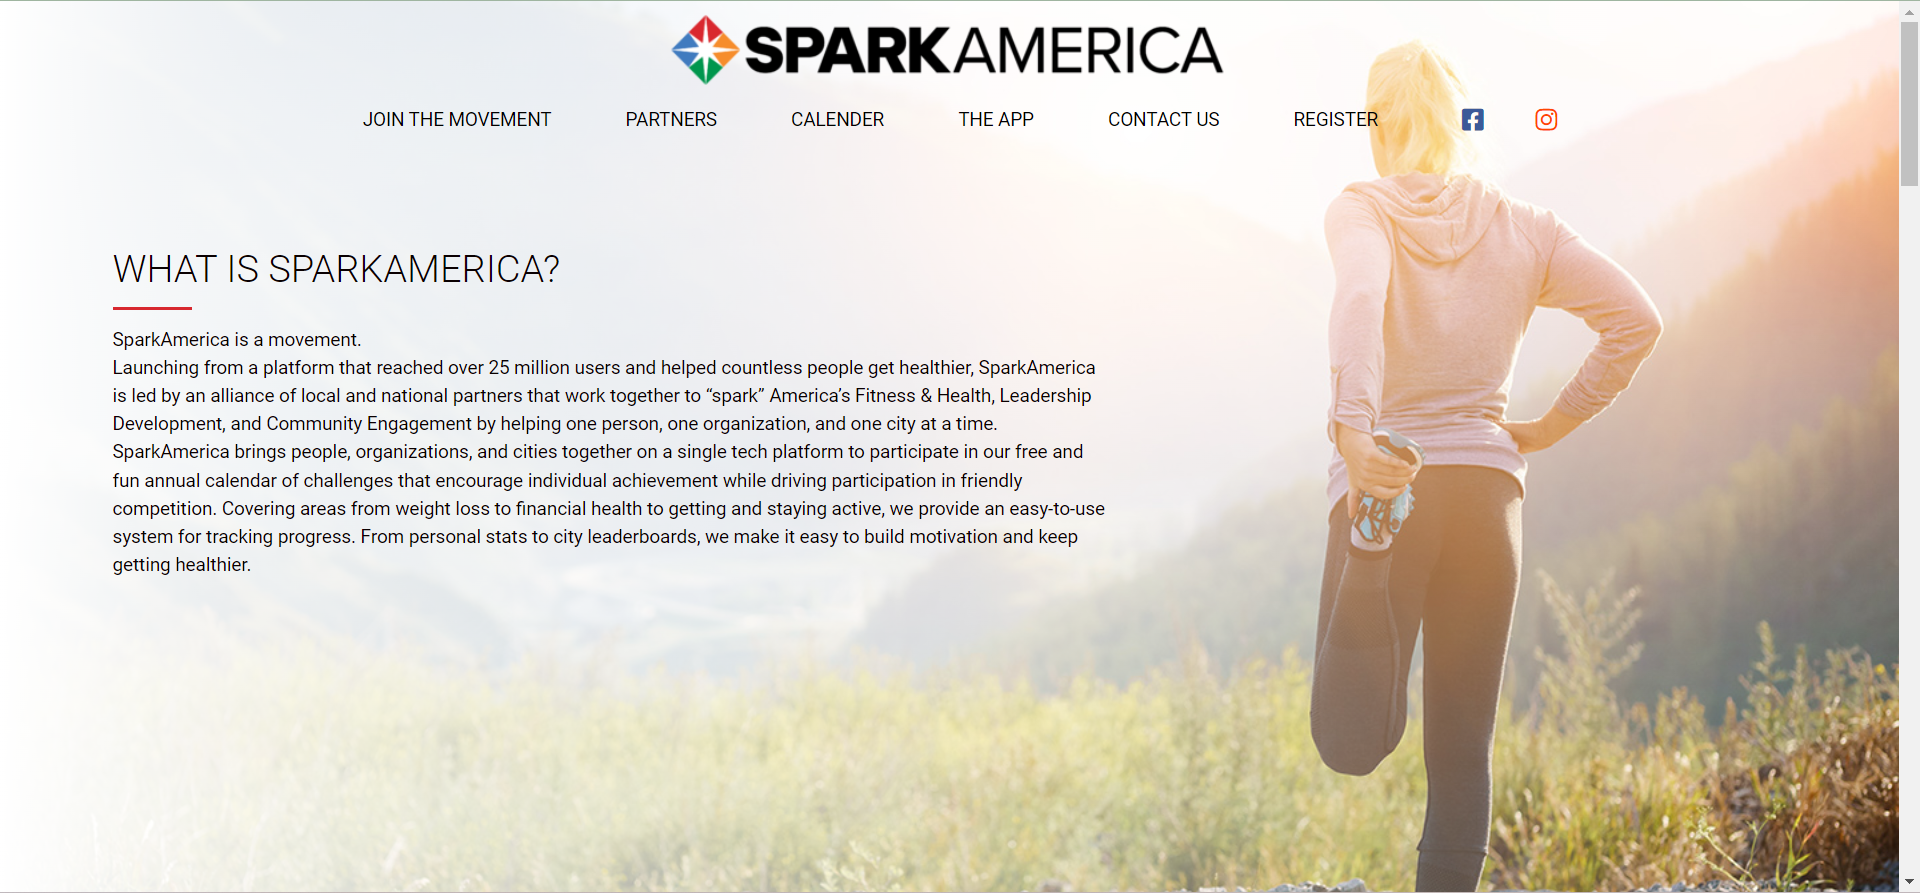 SPARKAMERICA
JOIN THE MOVEMENT PARTNERS CALENDER THE APP CONTACT US REGISTER
WHAT IS SPARKAMERICA?
SparkAmerica is a movement.
Launching from a platform that reached over 25 million users and helped countless people get healthier, SparkAmerica
is led by an alliance of local and national partners that work together to “spark” America’s Fitness & Health, Leadership
Development, and Community Engagement by helping one person, one organization, and one city at a time.
SparkAmerica brings people, organizations, and cities together on a single tech platform to participate in our free and
fun annual calendar of challenges that encourage individual achievement while driving participation in friendly
competition. Covering areas from weight loss to financial health to getting and staying active, we provide an easy-to-use
system for tracking progress. From personal stats to city leaderboards, we make it easy to build motivation and keep
getting healthier.